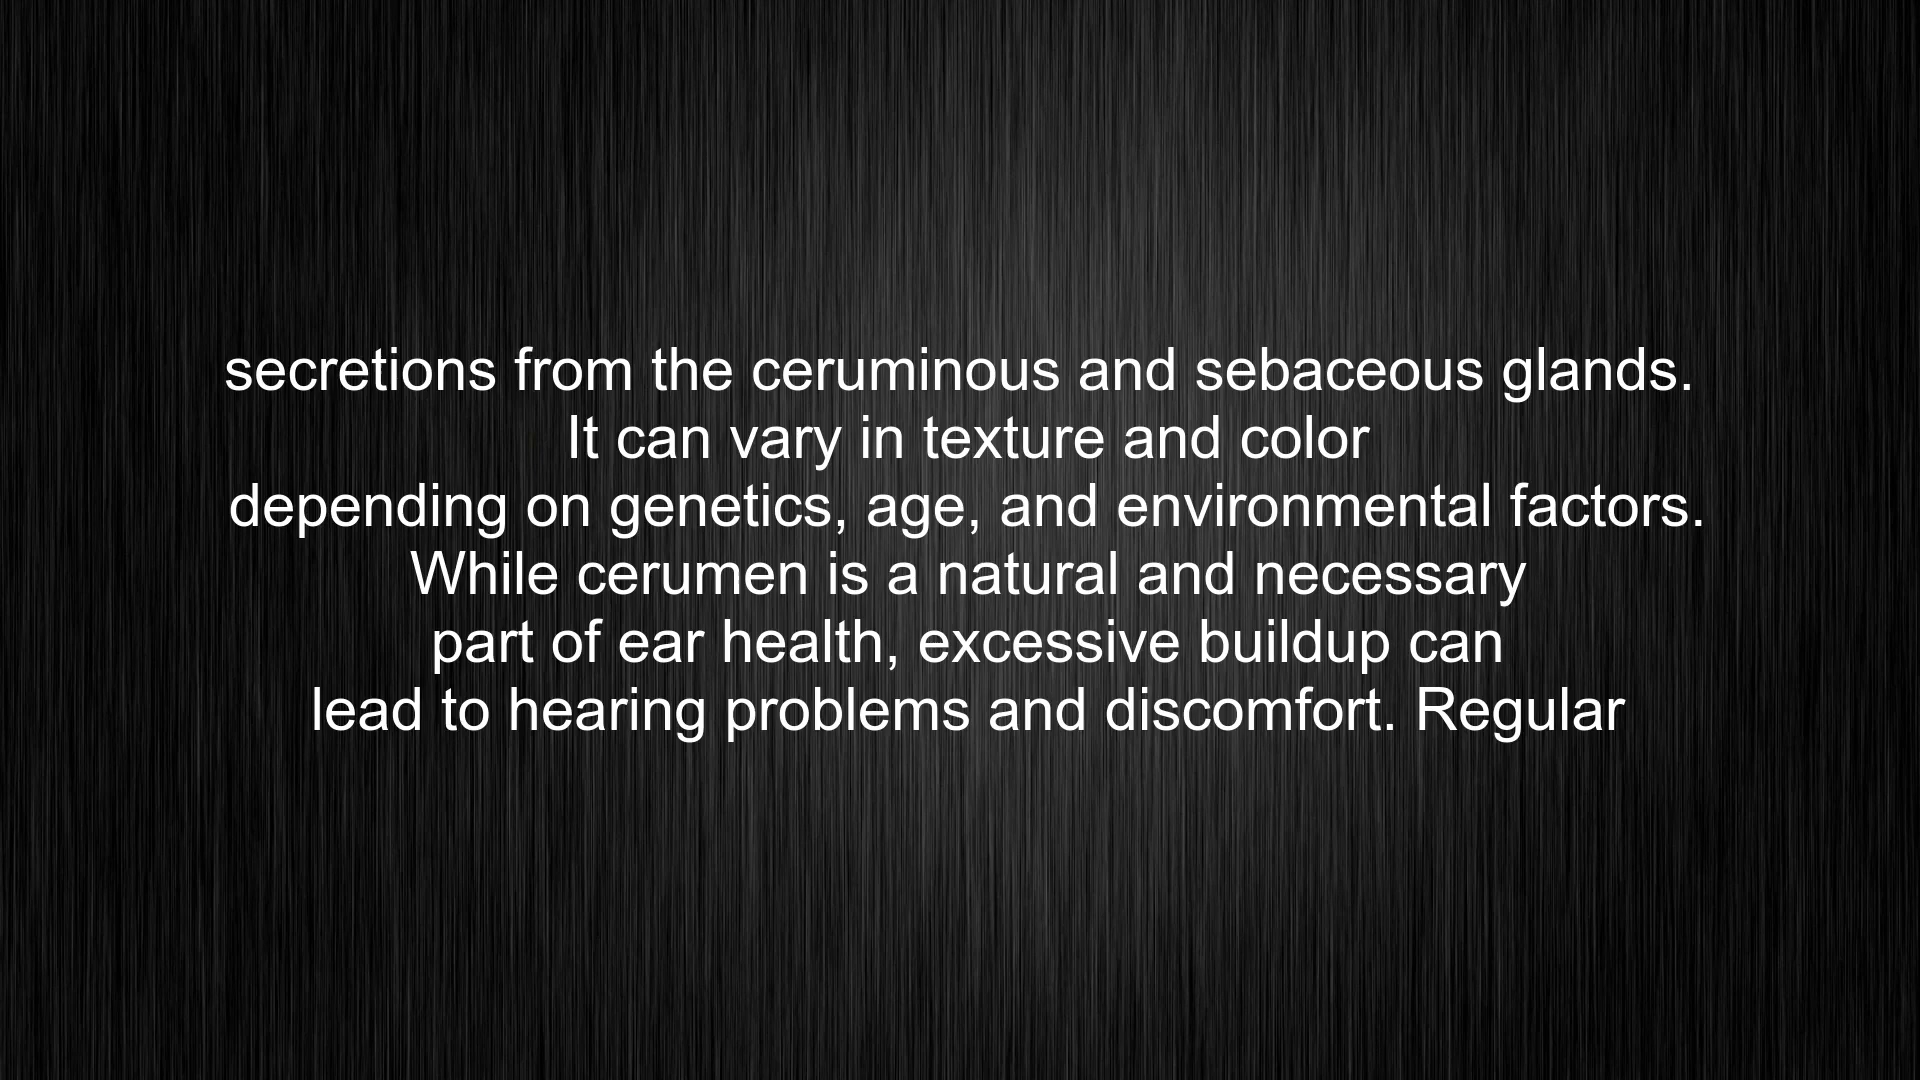 secretions from the ceruminous and sebaceous glands.
It can vary in texture and color
depending on genetics, age, and environmental factors.
While cerumen is a natural and necessary
part of ear health, excessive buildup can
lead to hearing problems and discomfort. Regular